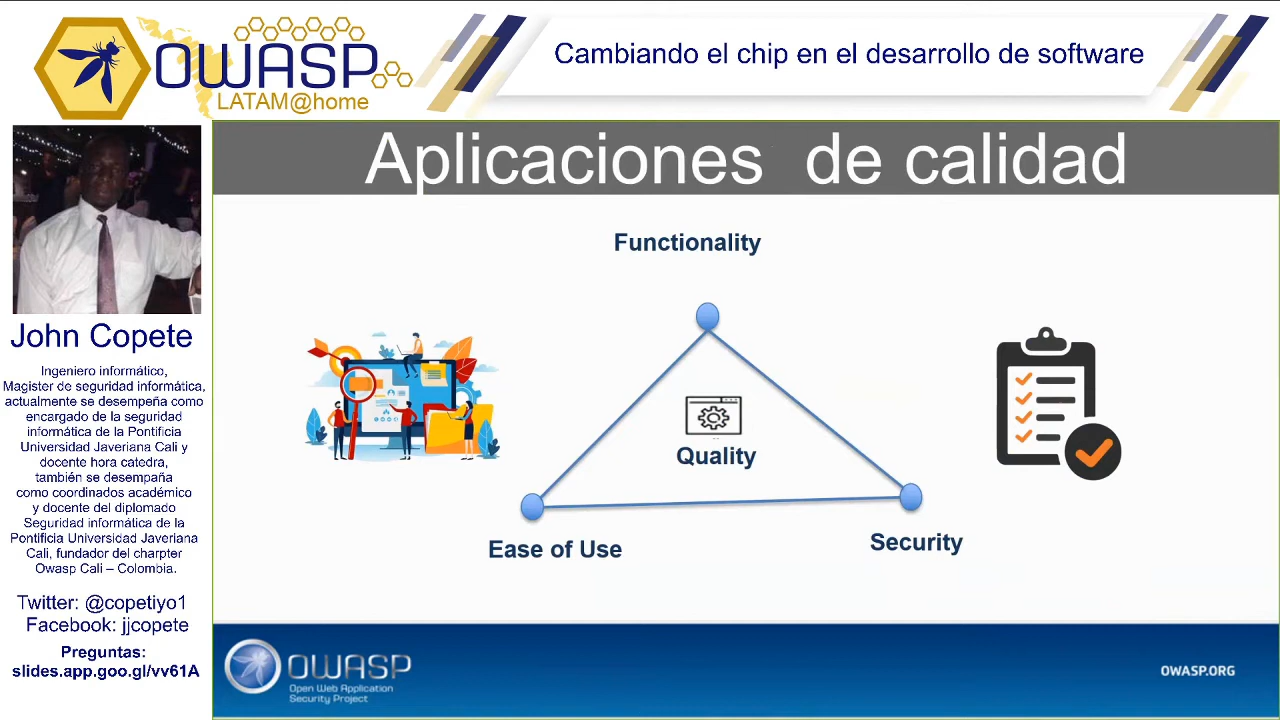 OWASP
LATAM@home
Cambiando el chip en el desarrollo de software
John Copete
Ingeniero informático,
Magister de seguridad informática,
actualmente se desempeña como
encargado de la seguridad
informática de la Pontificia
Universidad Javeriana Cali y
docente hora catedra,
también se desempaña
como coordinados académico
y docente del diplomado
Seguridad informática de la
Pontificia Universidad Javeriana
Cali, fundador del charpter
Owasp Cali – Colombia.
Twitter: @copetiyo1
Facebook: jjcopete
Preguntas:
slides.app.goo.gl/vv61A
Aplicaciones de calidad
Functionality
Quality
Ease of Use
Security
OWASP
Open Web Application
Security Project
OWASP.ORG